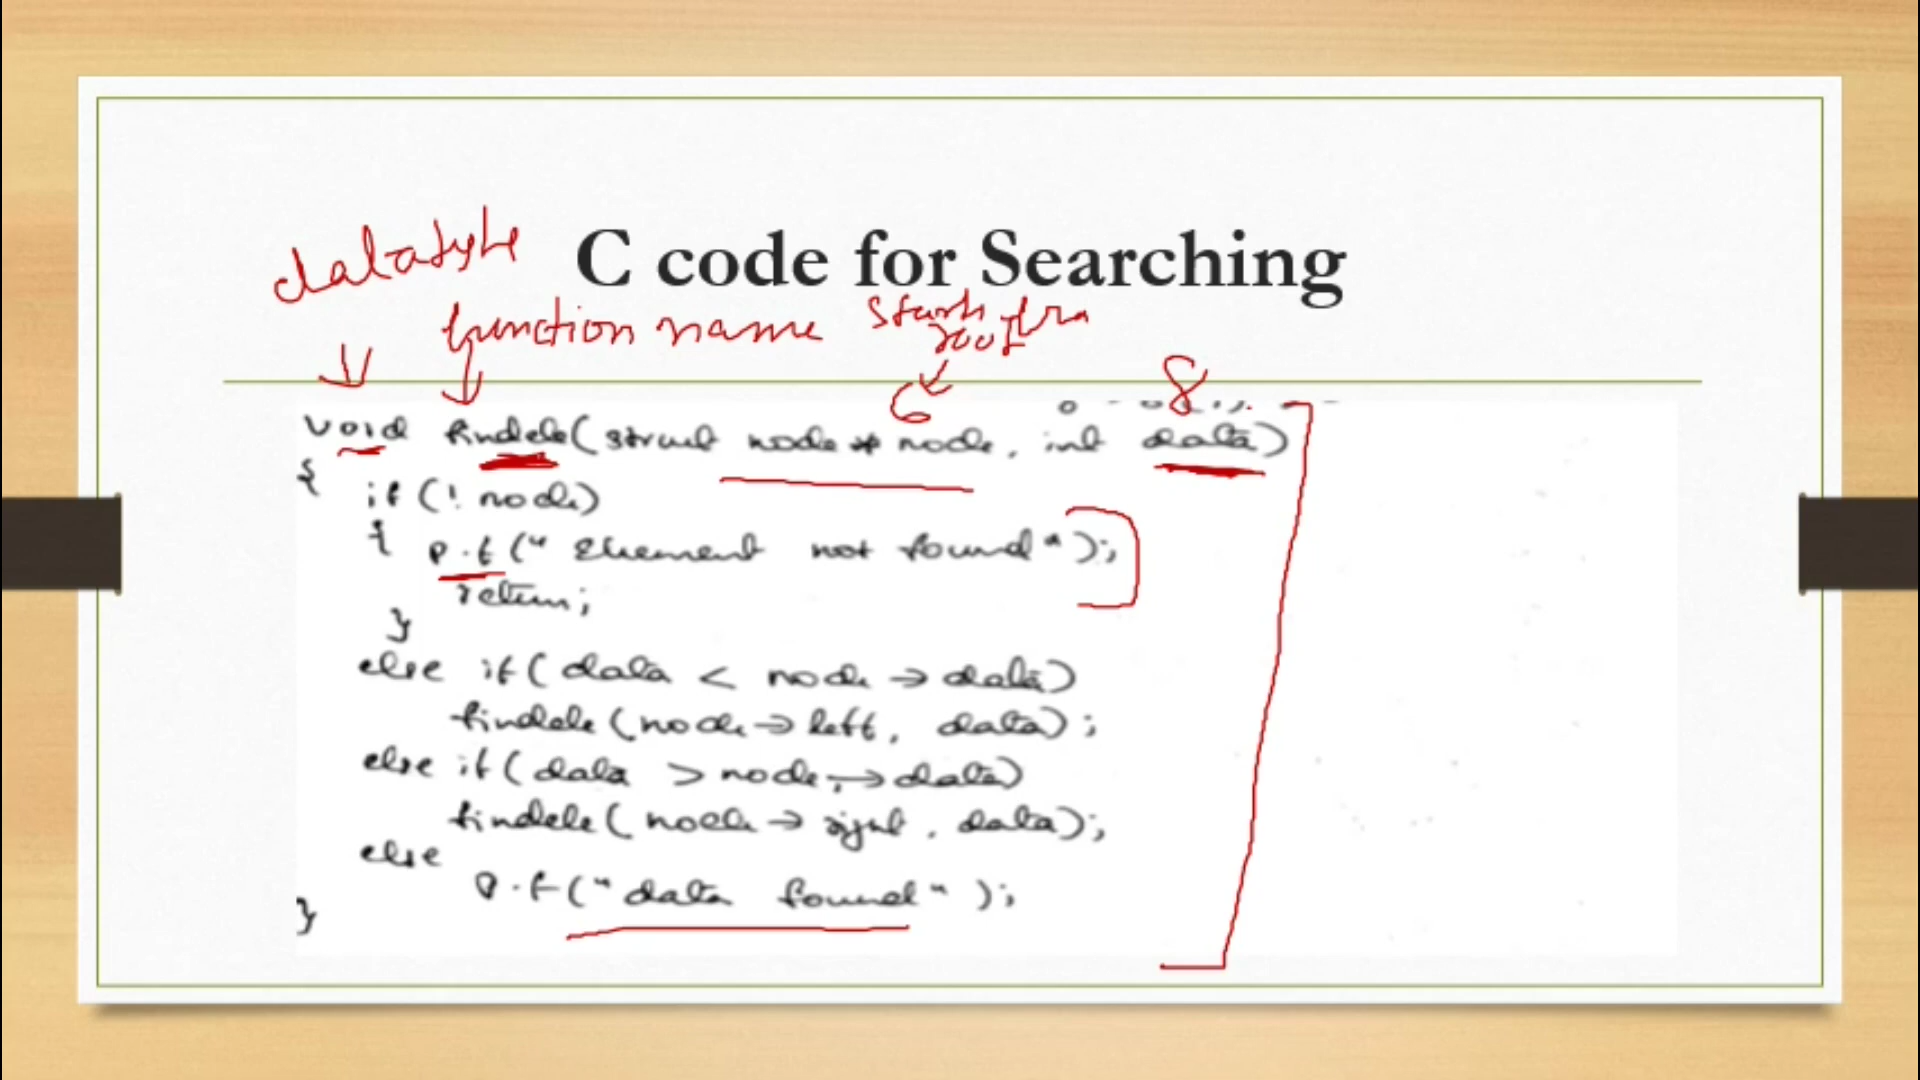 C code for Searching
datatype
function name
start from
root
6
8
void findele(struct node* node, int data)
{
if(! node)
{ p.f(" Element not found");
return;
}
else if( data < node → data)
findele (node → left, data);
else if( data > node → data)
findele( node → right, data);
else
p.f(" data found" );
}